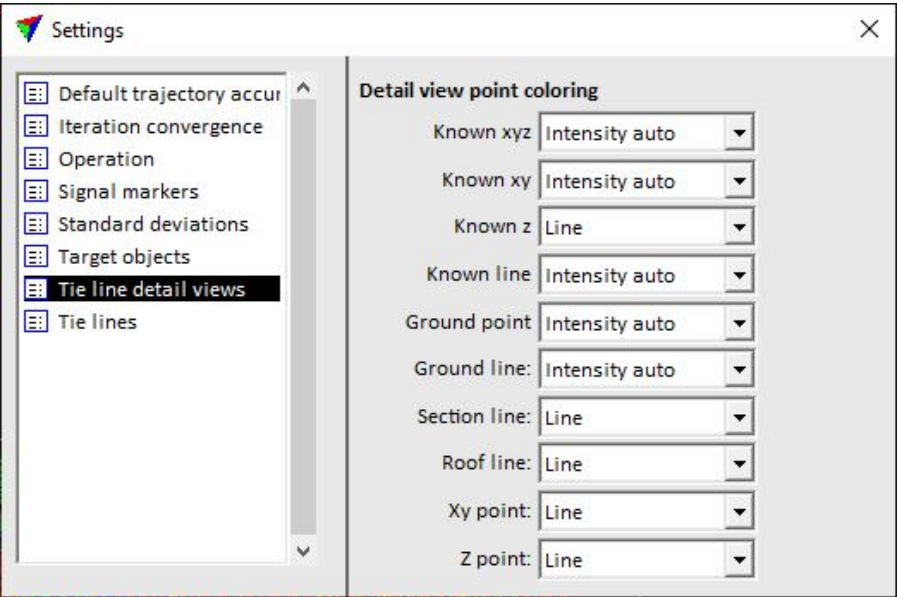 Settings
Default trajectory accur
Iteration convergence
Operation
Signal markers
Standard deviations
Target objects
Tie line detail views
Tie lines
Detail view point coloring
Known xyz Intensity auto
Known xy Intensity auto
Known z Line
Known line Intensity auto
Ground point Intensity auto
Ground line: Intensity auto
Section line: Line
Roof line: Line
Xy point: Line
Z point: Line